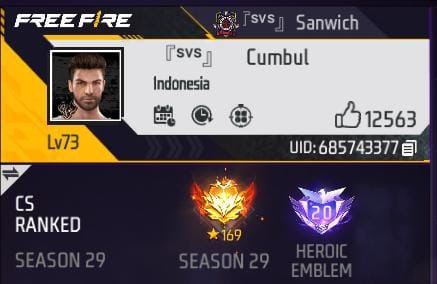 FREE FIRE
『ˢᵛˢ』 Sanwich
『ˢᵛˢ』 Cumbul
Indonesia
12563
Lv73
UID: 685743377
CS
RANKED
SEASON 29
★169
SEASON 29
20
HEROIC
EMBLEM